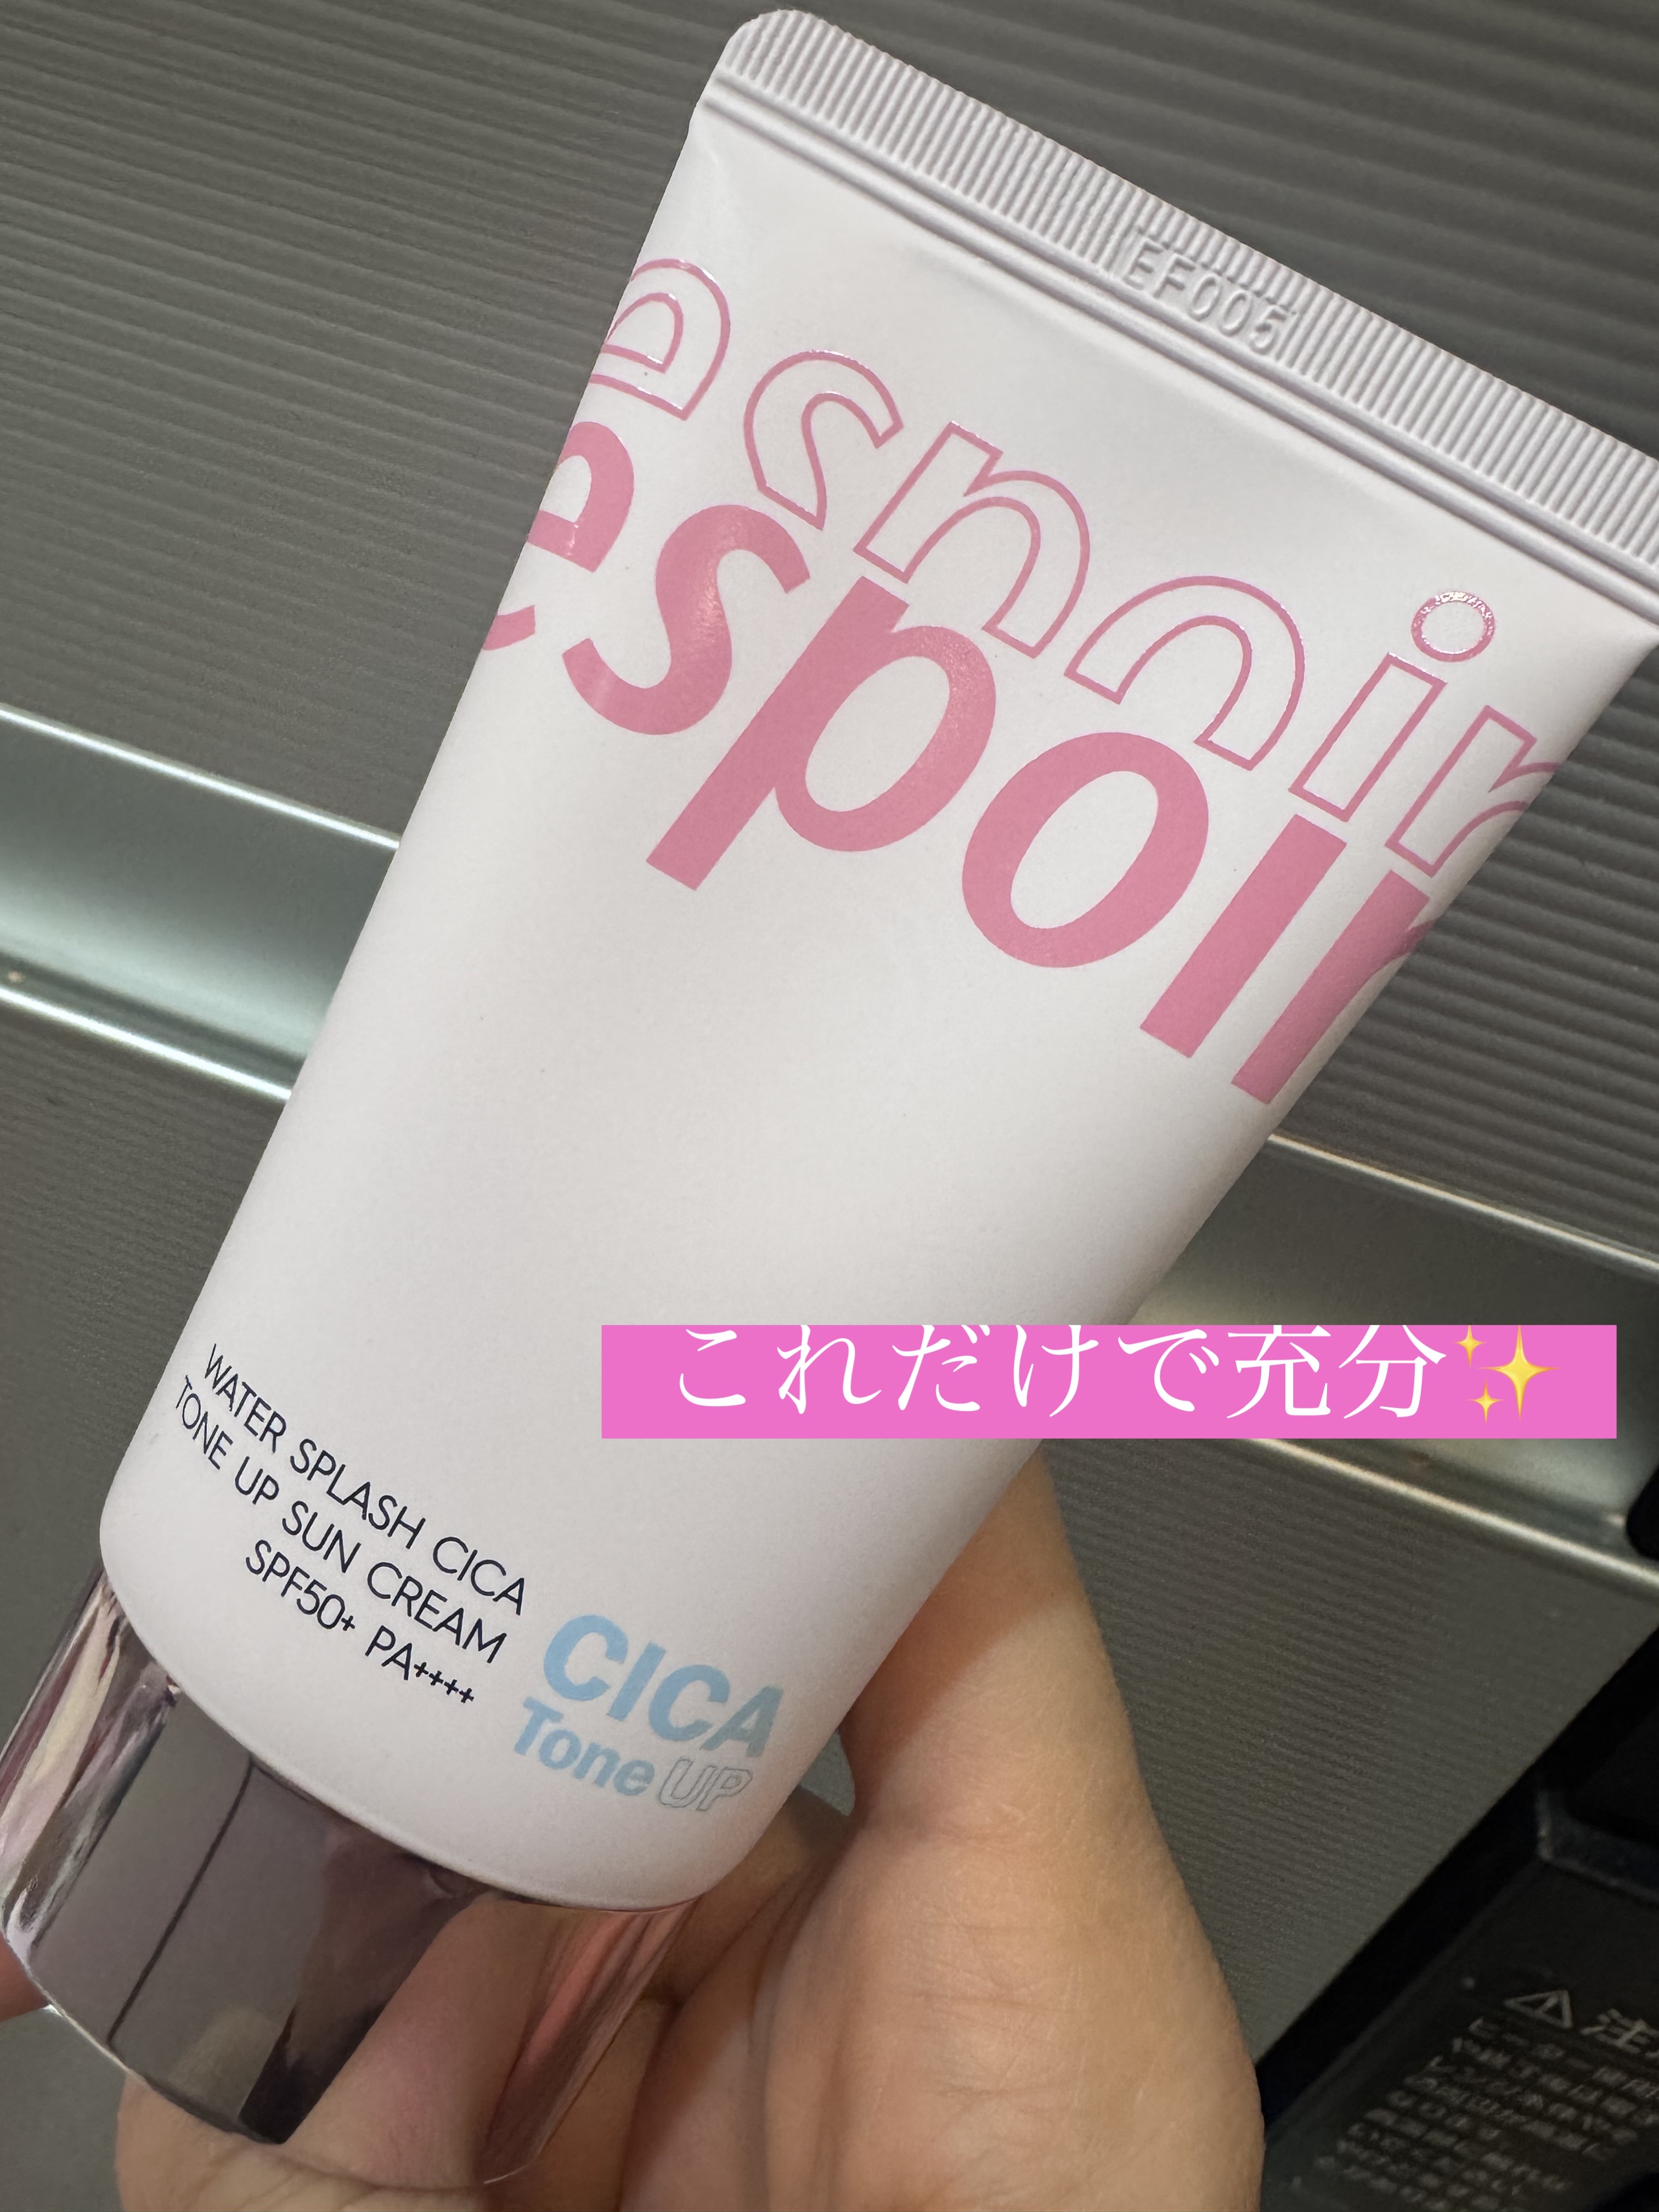 EF005
espoir
espoir
これだけで充分✨
WATER SPLASH CICA
TONE UP SUN CREAM
SPF50+ PA++++
CICA
Tone UP
⚠注